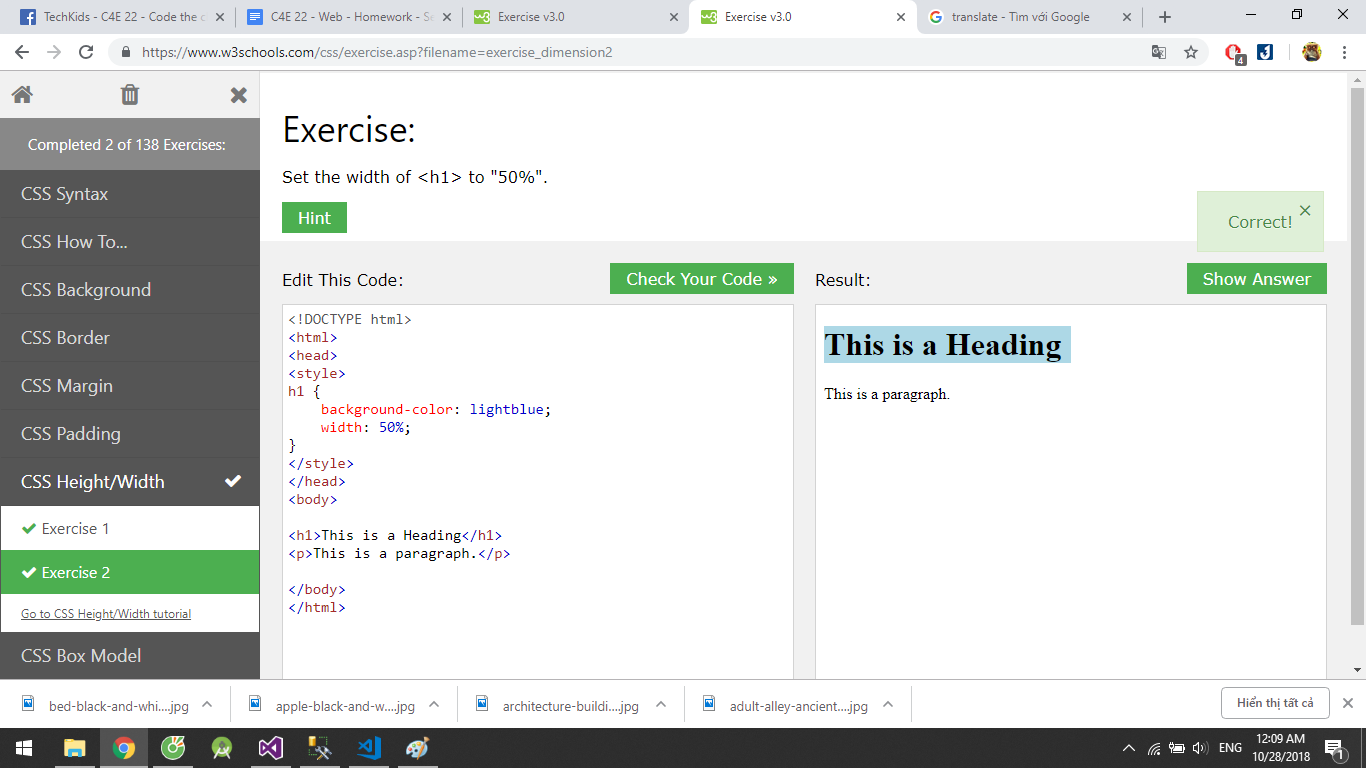 TechKids - C4E 22 - Code the c
C4E 22 - Web - Homework - Se
Exercise v3.0
Exercise v3.0
translate - Tìm với Google
https://www.w3schools.com/css/exercise.asp?filename=exercise_dimension2
4
Completed 2 of 138 Exercises:
CSS Syntax
CSS How To...
CSS Background
CSS Border
CSS Margin
CSS Padding
CSS Height/Width
Exercise 1
Exercise 2
Go to CSS Height/Width tutorial
CSS Box Model
Exercise:
Set the width of <h1> to "50%".
Hint
Correct!
Edit This Code:
Check Your Code »
Result:
Show Answer
<!DOCTYPE html>
<html>
<head>
<style>
h1 {
    background-color: lightblue;
    width: 50%;
}
</style>
</head>
<body>
<h1>This is a Heading</h1>
<p>This is a paragraph.</p>
</body>
</html>
This is a Heading
This is a paragraph.
bed-black-and-whi....jpg
apple-black-and-w....jpg
architecture-buildi....jpg
adult-alley-ancient....jpg
Hiển thị tất cả
ENG
12:09 AM
10/28/2018
1